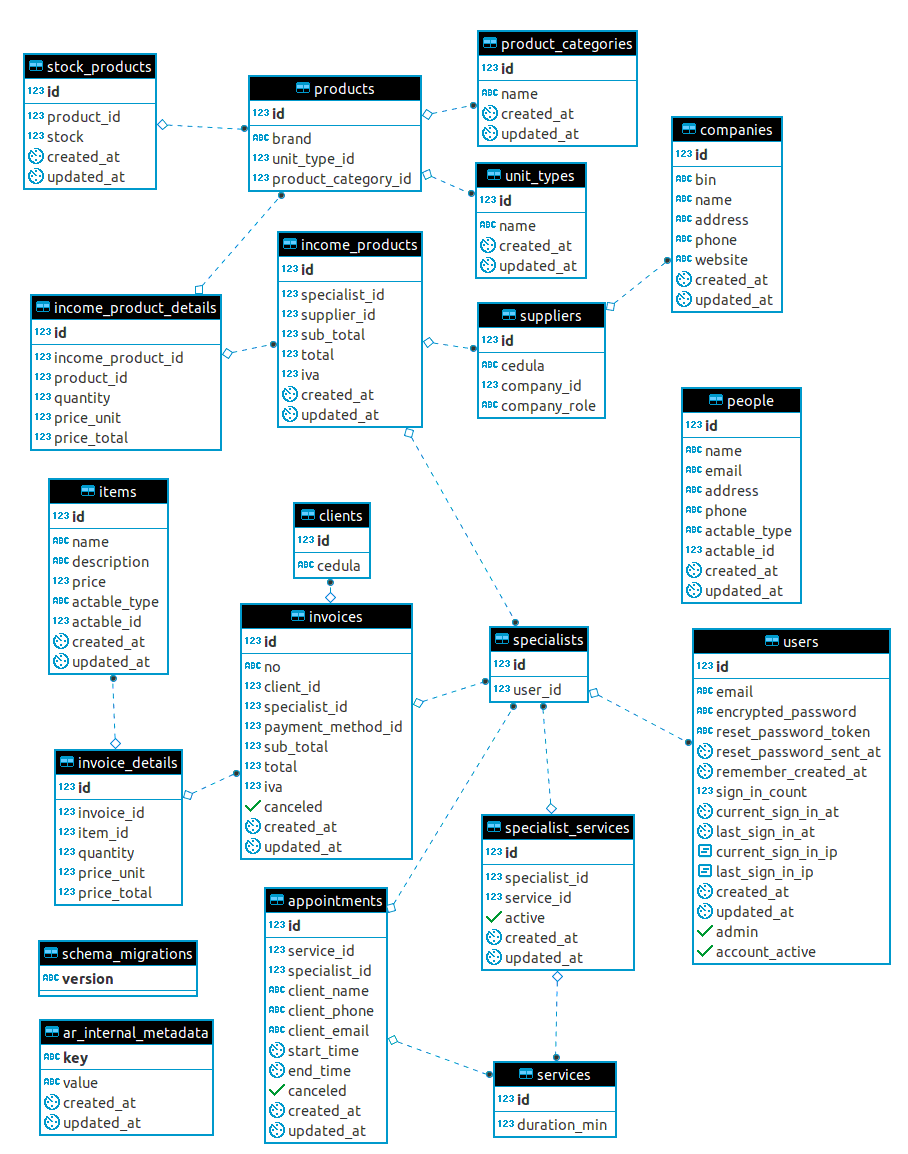 stock_products
123 id
123 product_id
123 stock
created_at
updated_at
products
123 id
ABC brand
123 unit_type_id
123 product_category_id
product_categories
123 id
ABC name
created_at
updated_at
unit_types
123 id
ABC name
created_at
updated_at
companies
123 id
ABC bin
ABC name
ABC address
ABC phone
ABC website
created_at
updated_at
income_products
123 id
123 specialist_id
123 supplier_id
123 sub_total
123 total
123 iva
created_at
updated_at
income_product_details
123 id
123 income_product_id
123 product_id
123 quantity
123 price_unit
123 price_total
suppliers
123 id
ABC cedula
123 company_id
ABC company_role
people
123 id
ABC name
ABC email
ABC address
ABC phone
ABC actable_type
123 actable_id
created_at
updated_at
items
123 id
ABC name
ABC description
123 price
ABC actable_type
123 actable_id
created_at
updated_at
clients
123 id
ABC cedula
invoices
123 id
ABC no
123 client_id
123 specialist_id
123 payment_method_id
123 sub_total
123 total
123 iva
canceled
created_at
updated_at
specialists
123 id
123 user_id
users
123 id
ABC email
ABC encrypted_password
ABC reset_password_token
reset_password_sent_at
remember_created_at
123 sign_in_count
current_sign_in_at
last_sign_in_at
current_sign_in_ip
last_sign_in_ip
created_at
updated_at
admin
account_active
invoice_details
123 id
123 invoice_id
123 item_id
123 quantity
123 price_unit
123 price_total
specialist_services
123 id
123 specialist_id
123 service_id
active
created_at
updated_at
appointments
123 id
123 service_id
123 specialist_id
ABC client_name
ABC client_phone
ABC client_email
start_time
end_time
canceled
created_at
updated_at
schema_migrations
ABC version
ar_internal_metadata
ABC key
ABC value
created_at
updated_at
services
123 id
123 duration_min